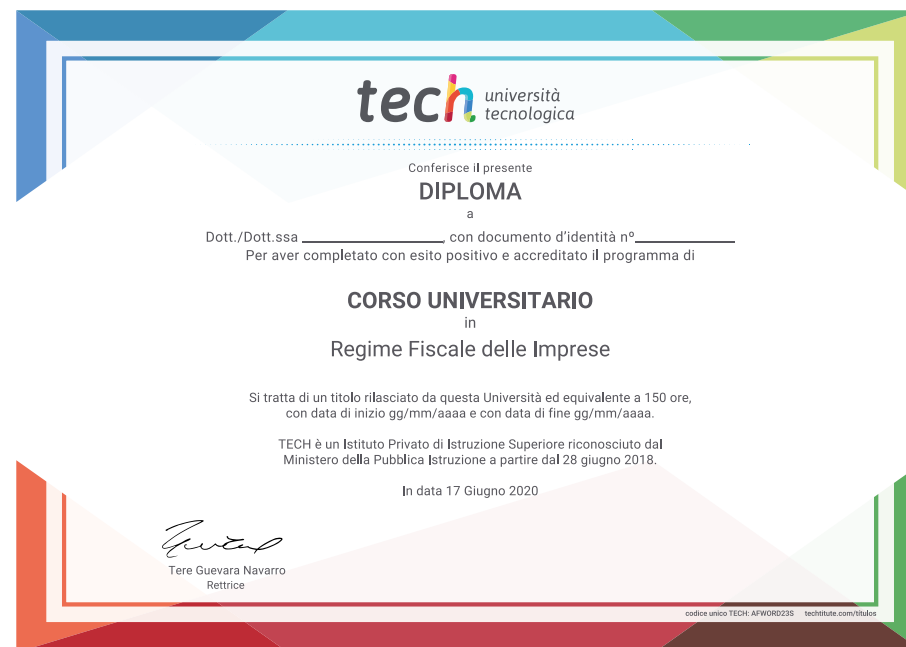 tech università
tecnologica
Conferisce il presente
DIPLOMA
a
Dott./Dott.ssa ____________________, con documento d'identità nº______________
Per aver completato con esito positivo e accreditato il programma di
CORSO UNIVERSITARIO
in
Regime Fiscale delle Imprese
Si tratta di un titolo rilasciato da questa Università ed equivalente a 150 ore,
con data di inizio gg/mm/aaaa e con data di fine gg/mm/aaaa.
TECH è un Istituto Privato di Istruzione Superiore riconosciuto dal
Ministero della Pubblica Istruzione a partire dal 28 giugno 2018.
In data 17 Giugno 2020
Tere Guevara Navarro
Rettrice
codice unico TECH: AFWORD23S techtitute.com/titulos